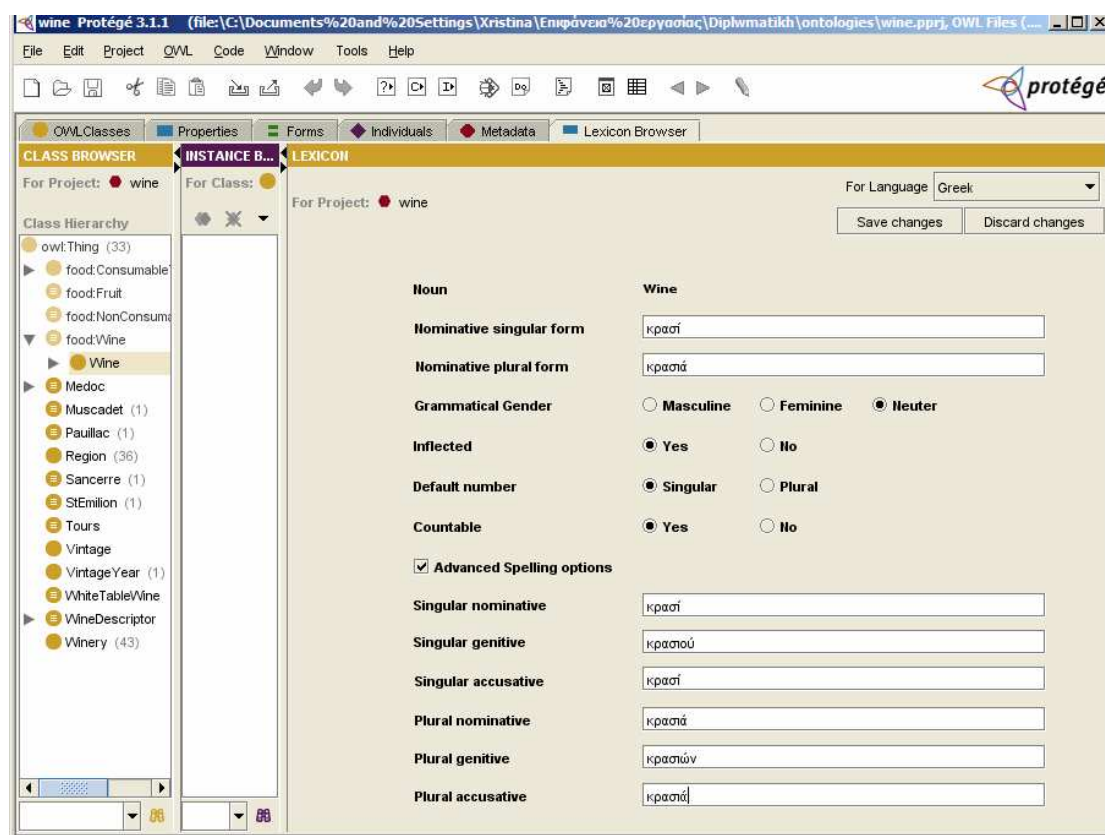 wine Protégé 3.1.1 (file:\C:\Documents%20and%20Settings\Xristina\Επιφάνεια%20εργασίας\Diplwmatikh\ontologies\wine.pprj, OWL Files (....
File Edit Project OWL Code Window Tools Help
protégé
OWLClasses Properties Forms Individuals Metadata Lexicon Browser
CLASS BROWSER INSTANCE B... LEXICON
For Project: wine For Class:
For Project: wine
For Language Greek
Save changes Discard changes
Class Hierarchy
owl:Thing (33)
food:Consumable
food:Fruit
food:NonConsuma
food:Wine
Wine
Medoc
Muscadet (1)
Pauillac (1)
Region (36)
Sancerre (1)
StEmilion (1)
Tours
Vintage
VintageYear (1)
WhiteTableWine
WineDescriptor
Winery (43)
Noun Wine
Nominative singular form κρασί
Nominative plural form κρασιά
Grammatical Gender Masculine Feminine Neuter
Inflected Yes No
Default number Singular Plural
Countable Yes No
Advanced Spelling options
Singular nominative κρασί
Singular genitive κρασιού
Singular accusative κρασί
Plural nominative κρασιά
Plural genitive κρασιών
Plural accusative κρασιά